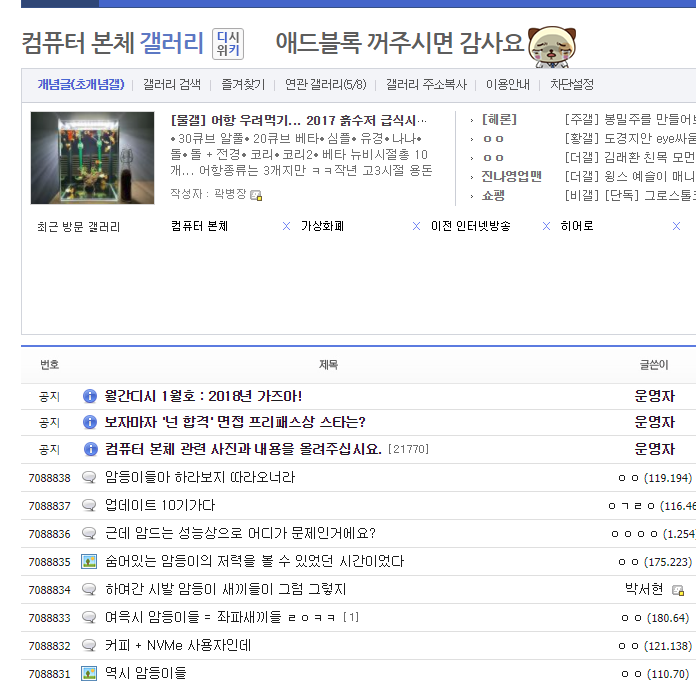 컴퓨터 본체 갤러리 디시위키 애드블록 꺼주시면 감사요
개념글(초개념갤) 갤러리 검색 즐겨찾기 연관 갤러리(5/8) 갤러리 주소복사 이용안내 차단설정
[물갤] 어항 우려먹기... 2017 흙수저 급식시…
• 30큐브 알풀• 20큐브 베타• 심플• 유경• 나나•
돌• 돌 + 전경• 코리• 코리2• 베타 뉴비시절총 10
개... 어항종류는 3개지만 ㅋㅋ작년 고3시절 용돈
작성자 : 곽병장
[헤론] [주갤] 봉밀주를 만들어보
ㅇㅇ [황갤] 도경지안 eye싸움
ㅇㅇ [더갤] 김래환 친목 모먼
진나영업맨 [더갤] 윙스 예슬이 매니
쇼팽 [비갤] [단독] 그로스톨코
최근 방문 갤러리 컴퓨터 본체 X 가상화폐 X 이전 인터넷방송 X 히어로 X
번호 제목 글쓴이
공지 월간디시 1월호 : 2018년 가즈아! 운영자
공지 보자마자 '넌 합격' 면접 프리패스상 스타는? 운영자
공지 컴퓨터 본체 관련 사진과 내용을 올려주십시요. [21770] 운영자
7088838 암등이들아 하라보지 따라오너라 ㅇㅇ (119.194)
7088837 업데이트 10기가다 ㅇㄱㄹㅇ (116.46
7088836 근데 암드는 성능상으로 어디가 문제인거에요? ㅇㅇㅇㅇ (1.254
7088835 숨어있는 암등이의 저력을 볼 수 있었던 시간이었다 ㅇㅇ (175.223)
7088834 하여간 시발 암등이 새끼들이 그럼 그렇지 박서현
7088833 여윽시 암등이들 = 좌파새끼들 ㄹㅇㅋㅋ [1] ㅇㅇ (180.64)
7088832 커피 + NVMe 사용자인데 ㅇㅇ (121.138)
7088831 역시 암등이들 ㅇㅇ (110.70)